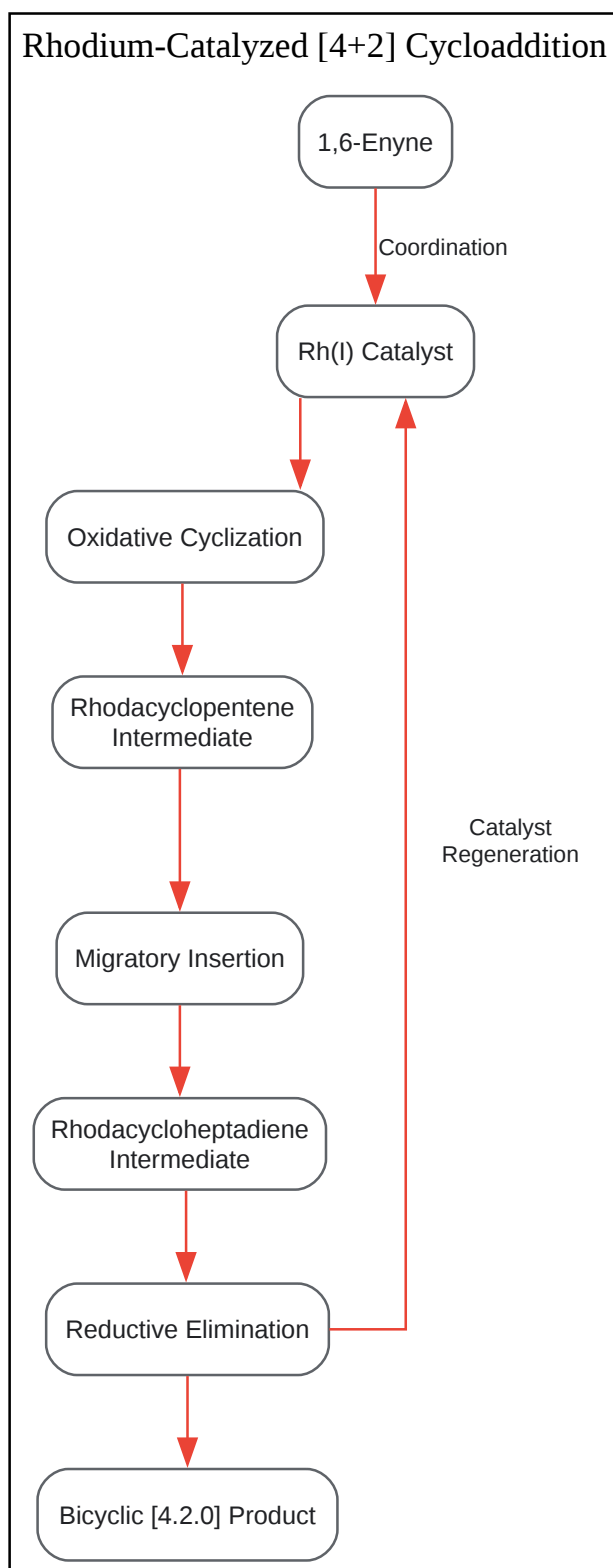 Rhodium-Catalyzed [4+2] Cycloaddition
1,6-Enyne
Coordination
Rh(I) Catalyst
Oxidative Cyclization
Rhodacyclopentene
Intermediate
Catalyst
Regeneration
Migratory Insertion
Rhodacycloheptadiene
Intermediate
Reductive Elimination
Bicyclic [4.2.0] Product